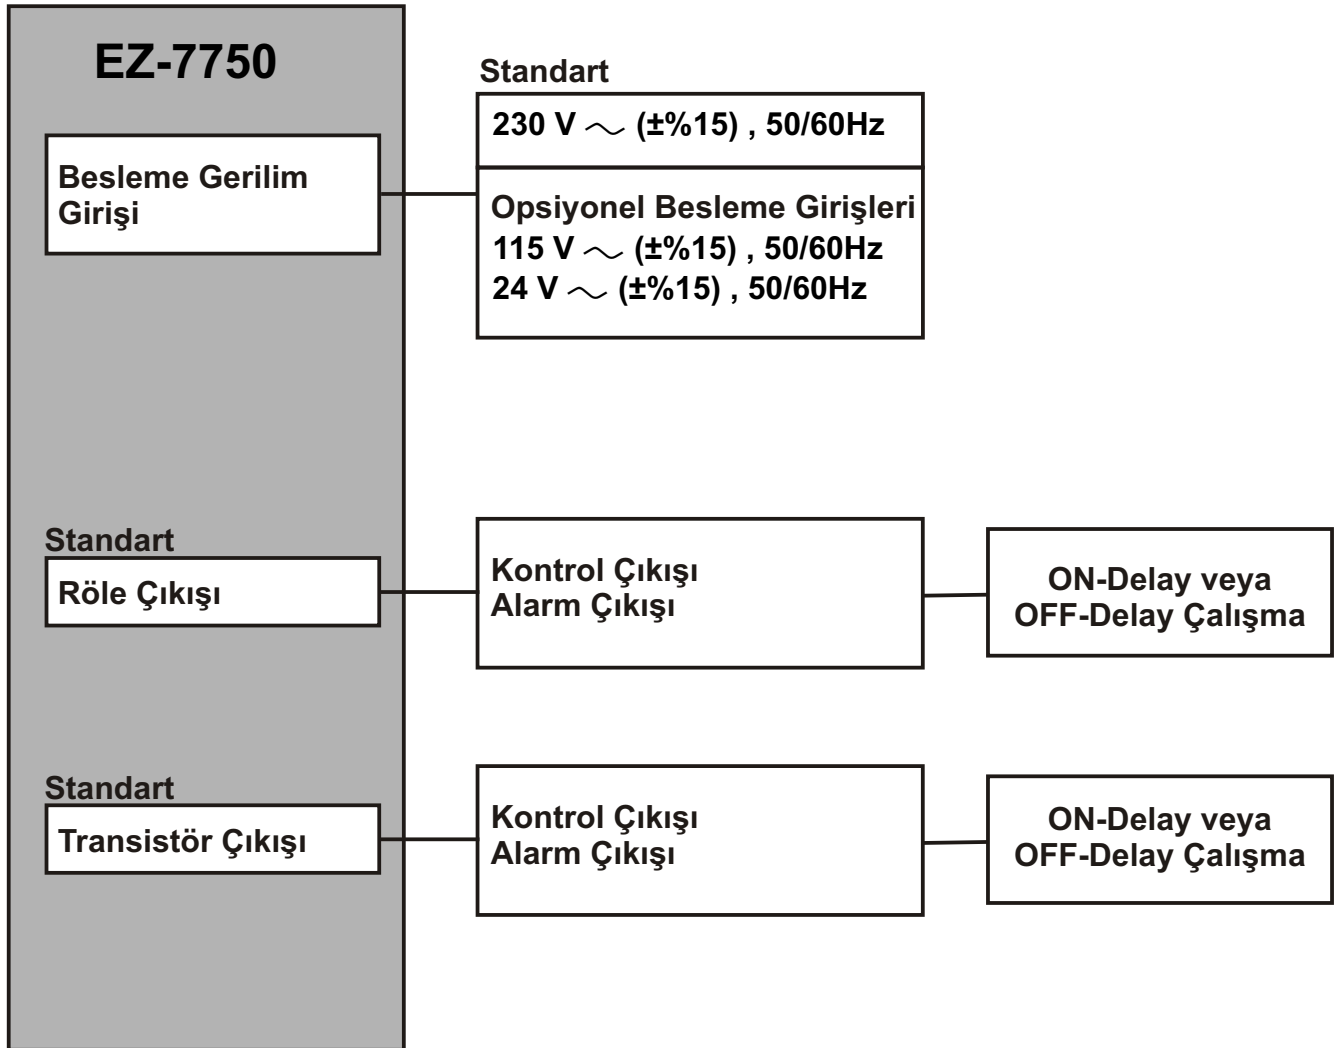 EZ-7750
Besleme Gerilim
Girişi
Standart
230 V ～ (±%15) , 50/60Hz
Opsiyonel Besleme Girişleri
115 V ～ (±%15) , 50/60Hz
24 V ～ (±%15) , 50/60Hz
Standart
Röle Çıkışı
Kontrol Çıkışı
Alarm Çıkışı
ON-Delay veya
OFF-Delay Çalışma
Standart
Transistör Çıkışı
Kontrol Çıkışı
Alarm Çıkışı
ON-Delay veya
OFF-Delay Çalışma